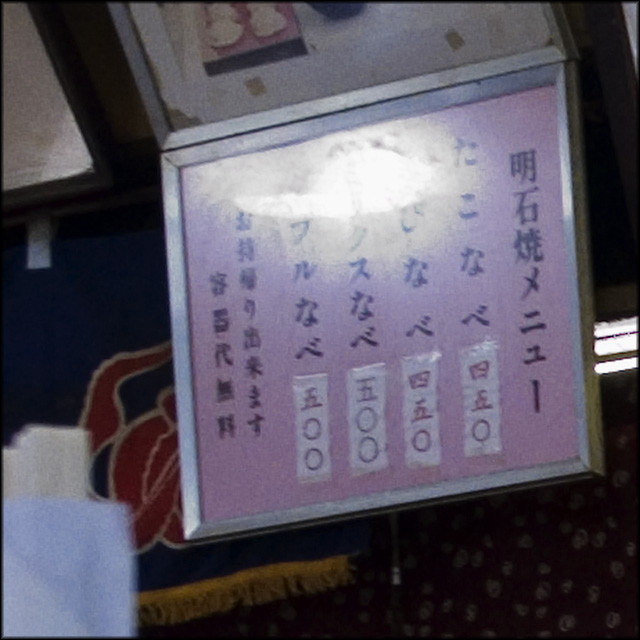 明石焼メニュー
たこなべ 四五〇
なべ 四五〇
クスなべ 五〇〇
フルなべ 五〇〇
お持帰り出来ます
容器代無料